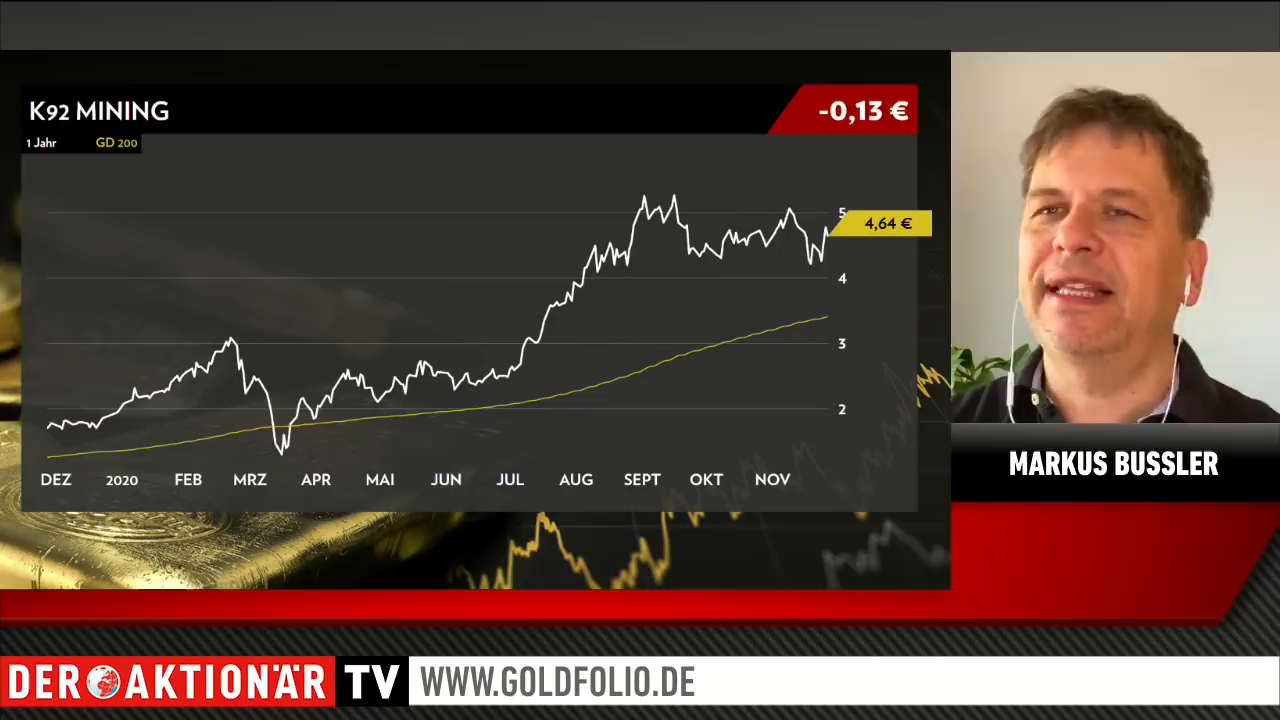 K92 MINING
-0,13 €
1 Jahr GD 200
5
4,64 €
4
3
2
DEZ 2020 FEB MRZ APR MAI JUN JUL AUG SEPT OKT NOV
MARKUS BUSSLER
DER AKTIONÄR TV WWW.GOLDFOLIO.DE